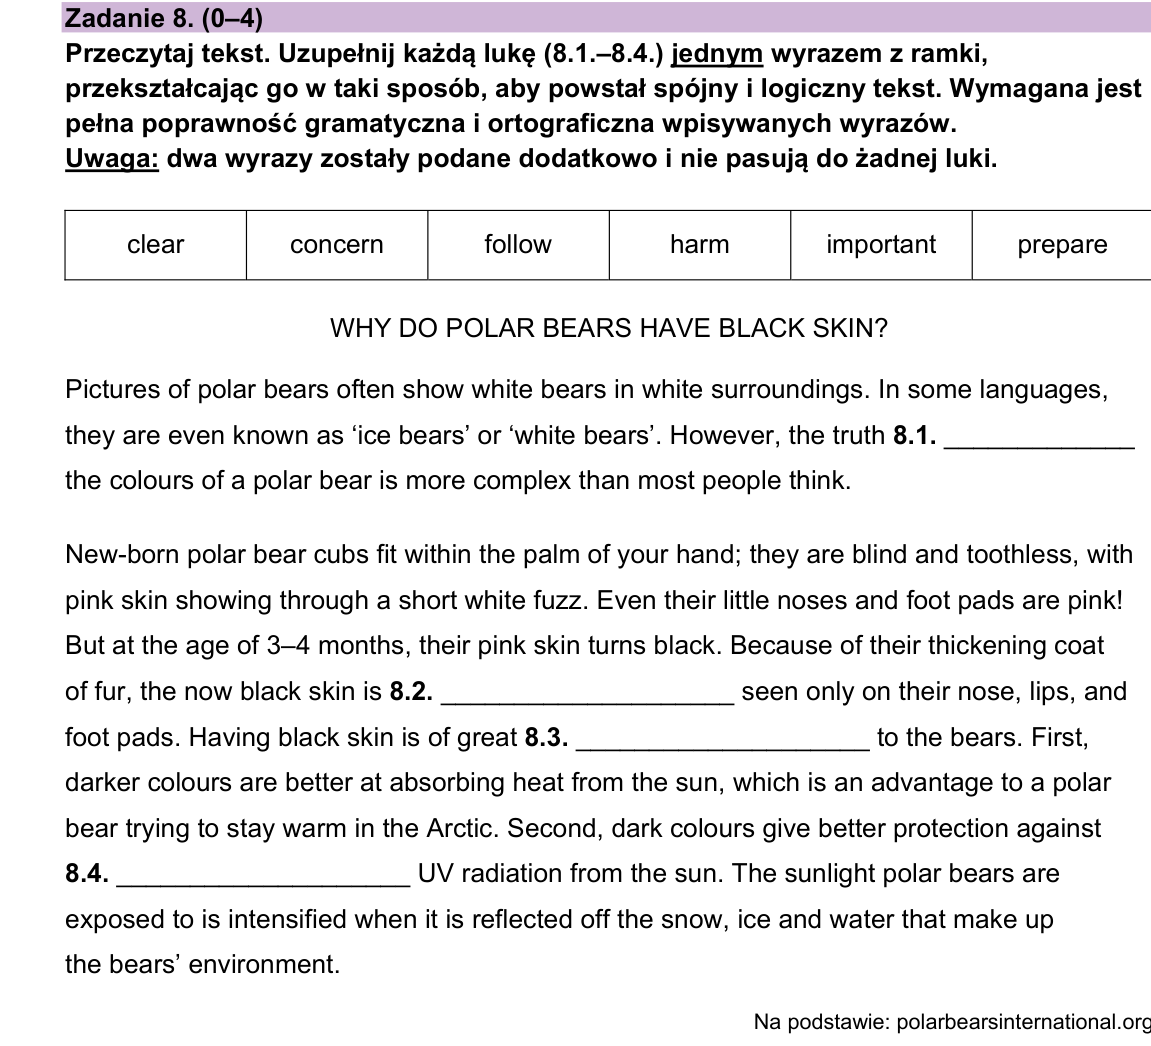 Zadanie 8. (0–4)
Przeczytaj tekst. Uzupełnij każdą lukę (8.1.–8.4.) jednym wyrazem z ramki,
przekształcając go w taki sposób, aby powstał spójny i logiczny tekst. Wymagana jest
pełna poprawność gramatyczna i ortograficzna wpisywanych wyrazów.
Uwaga: dwa wyrazy zostały podane dodatkowo i nie pasują do żadnej luki.
clear concern follow harm important prepare
WHY DO POLAR BEARS HAVE BLACK SKIN?
Pictures of polar bears often show white bears in white surroundings. In some languages,
they are even known as ‘ice bears’ or ‘white bears’. However, the truth 8.1. _____________
the colours of a polar bear is more complex than most people think.
New-born polar bear cubs fit within the palm of your hand; they are blind and toothless, with
pink skin showing through a short white fuzz. Even their little noses and foot pads are pink!
But at the age of 3–4 months, their pink skin turns black. Because of their thickening coat
of fur, the now black skin is 8.2. ____________________ seen only on their nose, lips, and
foot pads. Having black skin is of great 8.3. ____________________ to the bears. First,
darker colours are better at absorbing heat from the sun, which is an advantage to a polar
bear trying to stay warm in the Arctic. Second, dark colours give better protection against
8.4. ____________________ UV radiation from the sun. The sunlight polar bears are
exposed to is intensified when it is reflected off the snow, ice and water that make up
the bears’ environment.
Na podstawie: polarbearsinternational.org